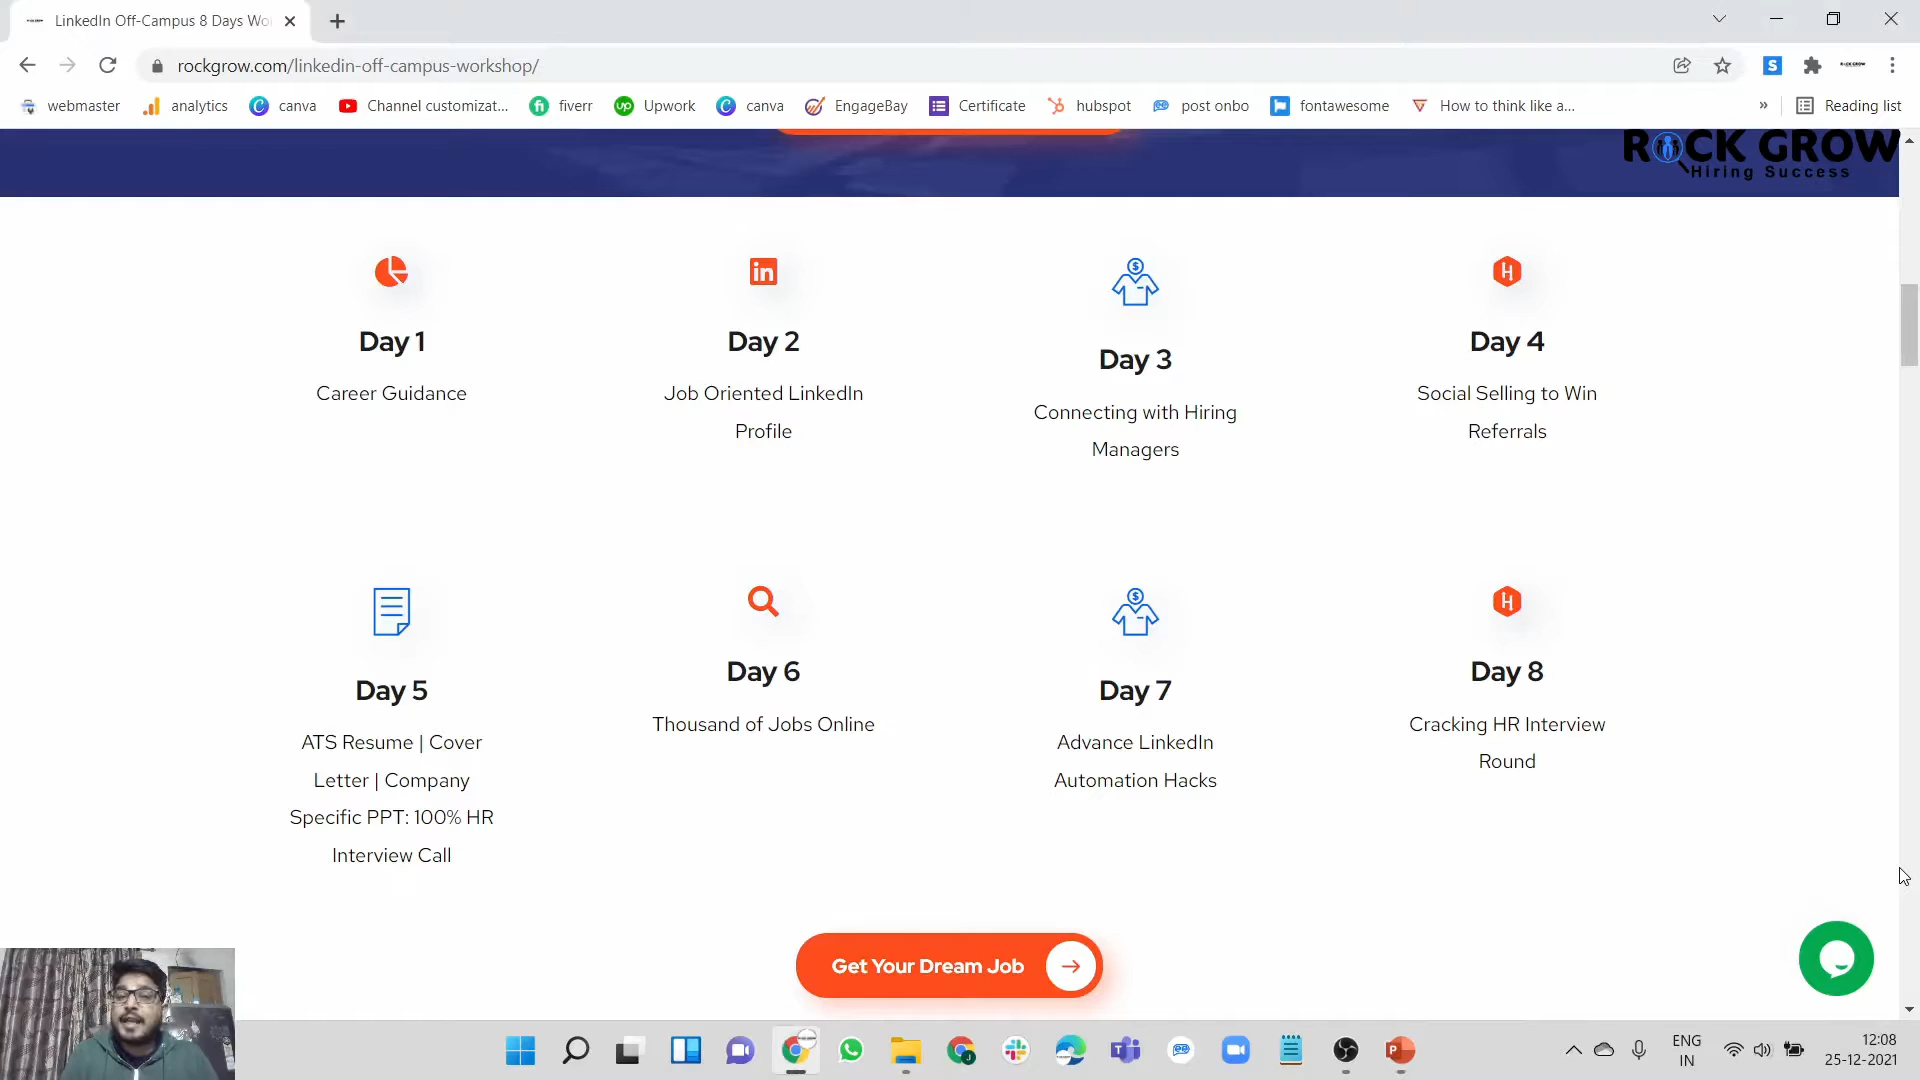 LinkedIn Off-Campus 8 Days Wo
rockgrow.com/linkedin-off-campus-workshop/
webmaster
analytics
canva
Channel customizat...
fiverr
Upwork
canva
EngageBay
Certificate
hubspot
post onbo
fontawesome
How to think like a...
»
Reading list
ROCK GROW
Hiring Success
Day 1
Career Guidance
Day 2
Job Oriented LinkedIn
Profile
Day 3
Connecting with Hiring
Managers
Day 4
Social Selling to Win
Referrals
Day 5
ATS Resume | Cover
Letter | Company
Specific PPT: 100% HR
Interview Call
Day 6
Thousand of Jobs Online
Day 7
Advance LinkedIn
Automation Hacks
Day 8
Cracking HR Interview
Round
Get Your Dream Job
ENG
IN
12:08
25-12-2021